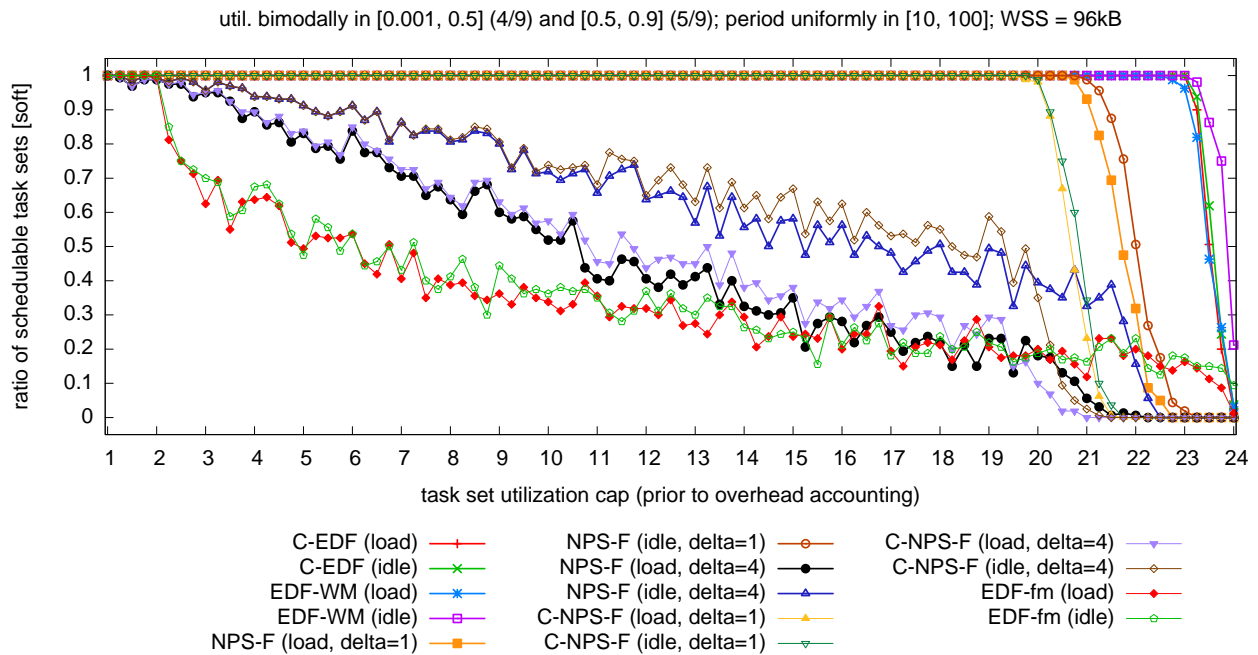 util. bimodally in [0.001, 0.5] (4/9) and [0.5, 0.9] (5/9); period uniformly in [10, 100]; WSS = 96kB
ratio of schedulable task sets [soft]
1
0.9
0.8
0.7
0.6
0.5
0.4
0.3
0.2
0.1
0
1 2 3 4 5 6 7 8 9 10 11 12 13 14 15 16 17 18 19 20 21 22 23 24
task set utilization cap (prior to overhead accounting)
C-EDF (load)
C-EDF (idle)
EDF-WM (load)
EDF-WM (idle)
NPS-F (load, delta=1)
NPS-F (idle, delta=1)
NPS-F (load, delta=4)
NPS-F (idle, delta=4)
C-NPS-F (load, delta=1)
C-NPS-F (idle, delta=1)
C-NPS-F (load, delta=4)
C-NPS-F (idle, delta=4)
EDF-fm (load)
EDF-fm (idle)